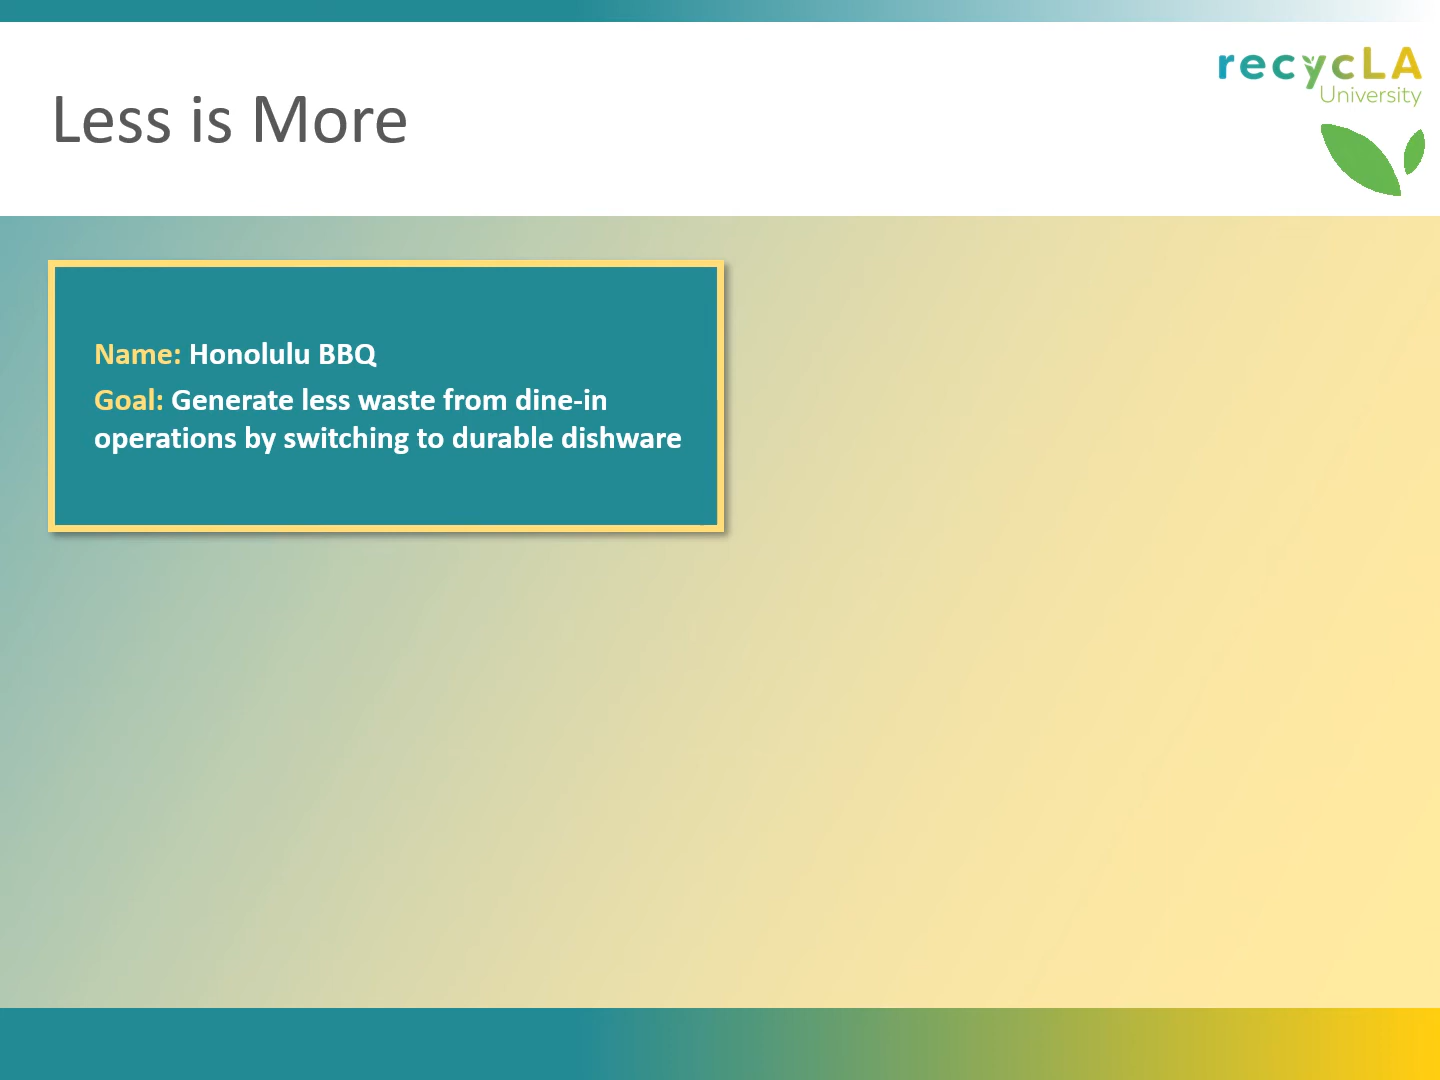 recycLA
University
Less is More
Name: Honolulu BBQ
Goal: Generate less waste from dine-in
operations by switching to durable dishware